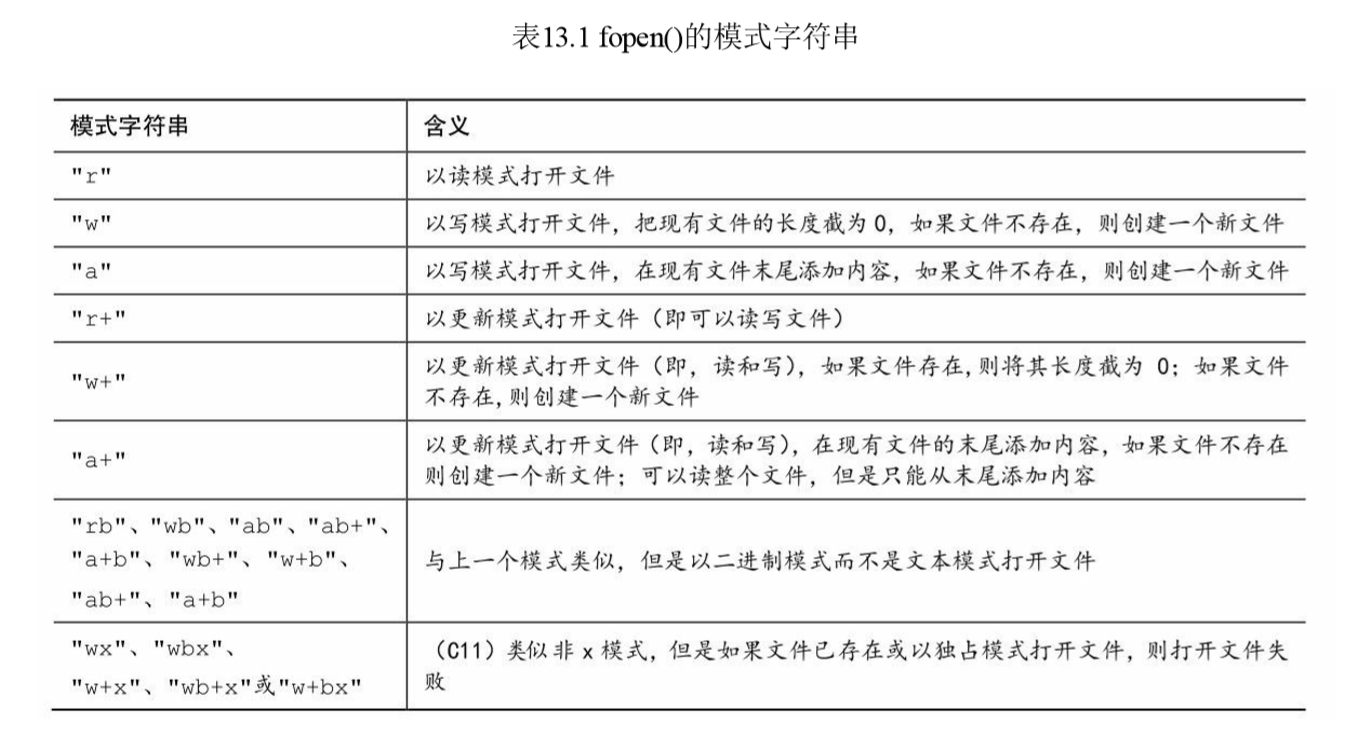 表13.1 fopen()的模式字符串
模式字符串
含义
"r"
以读模式打开文件
"w"
以写模式打开文件，把现有文件的长度截为 0，如果文件不存在，则创建一个新文件
"a"
以写模式打开文件，在现有文件末尾添加内容，如果文件不存在，则创建一个新文件
"r+"
以更新模式打开文件（即可以读写文件）
"w+"
以更新模式打开文件（即，读和写），如果文件存在,则将其长度截为 0；如果文件
不存在,则创建一个新文件
"a+"
以更新模式打开文件（即，读和写），在现有文件的末尾添加内容，如果文件不存在
则创建一个新文件；可以读整个文件，但是只能从末尾添加内容
"rb"、"wb"、"ab"、"ab+"、
"a+b"、"wb+"、"w+b"、
"ab+"、"a+b"
与上一个模式类似，但是以二进制模式而不是文本模式打开文件
"wx"、"wbx"、
"w+x"、"wb+x"或"w+bx"
（C11）类似非 x 模式，但是如果文件已存在或以独占模式打开文件，则打开文件失
败